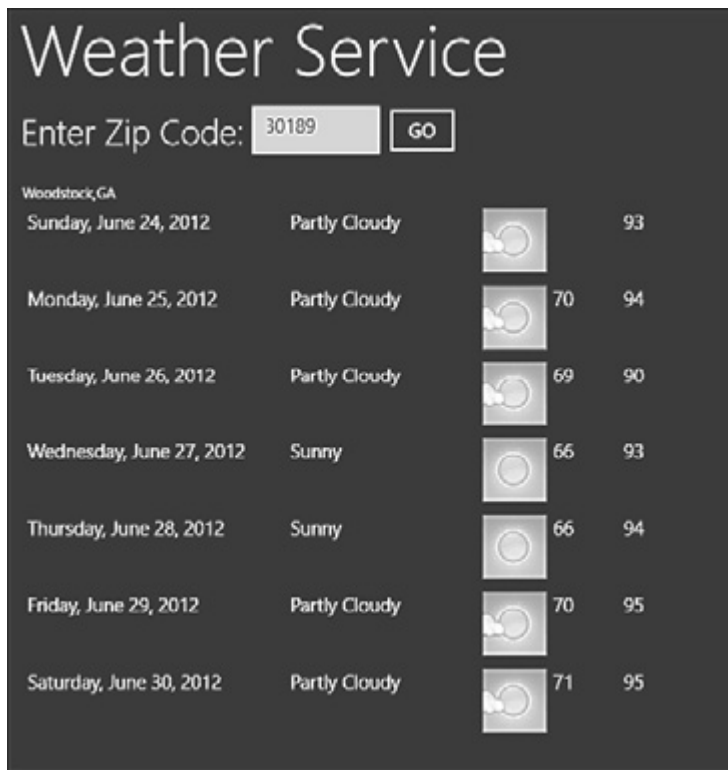 Weather Service
Enter Zip Code: 30189 GO
Woodstock,GA
Sunday, June 24, 2012 Partly Cloudy 93
Monday, June 25, 2012 Partly Cloudy 70 94
Tuesday, June 26, 2012 Partly Cloudy 69 90
Wednesday, June 27, 2012 Sunny 66 93
Thursday, June 28, 2012 Sunny 66 94
Friday, June 29, 2012 Partly Cloudy 70 95
Saturday, June 30, 2012 Partly Cloudy 71 95